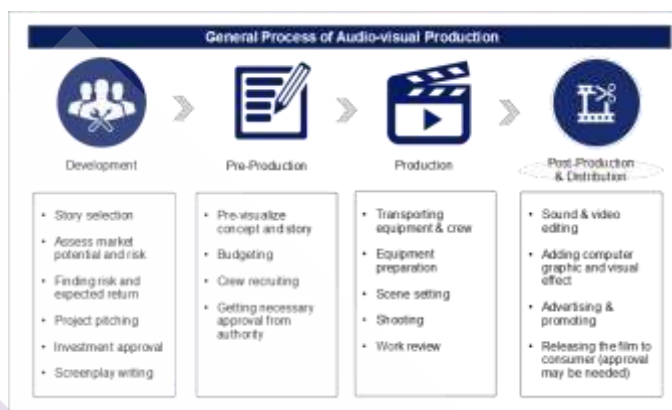 General Process of Audio-visual Production
Development
Pre-Production
Production
Post-Production
& Distribution
• Story selection
• Assess market
potential and risk
• Finding risk and
expected return
• Project pitching
• Investment approval
• Screenplay writing
• Pre-visualize
concept and story
• Budgeting
• Crew recruiting
• Getting necessary
approval from
authority
• Transporting
equipment & crew
• Equipment
preparation
• Scene setting
• Shooting
• Work review
• Sound & video
editing
• Adding computer
graphic and visual
effect
• Advertising &
promoting
• Releasing the film to
consumer (approval
may be needed)